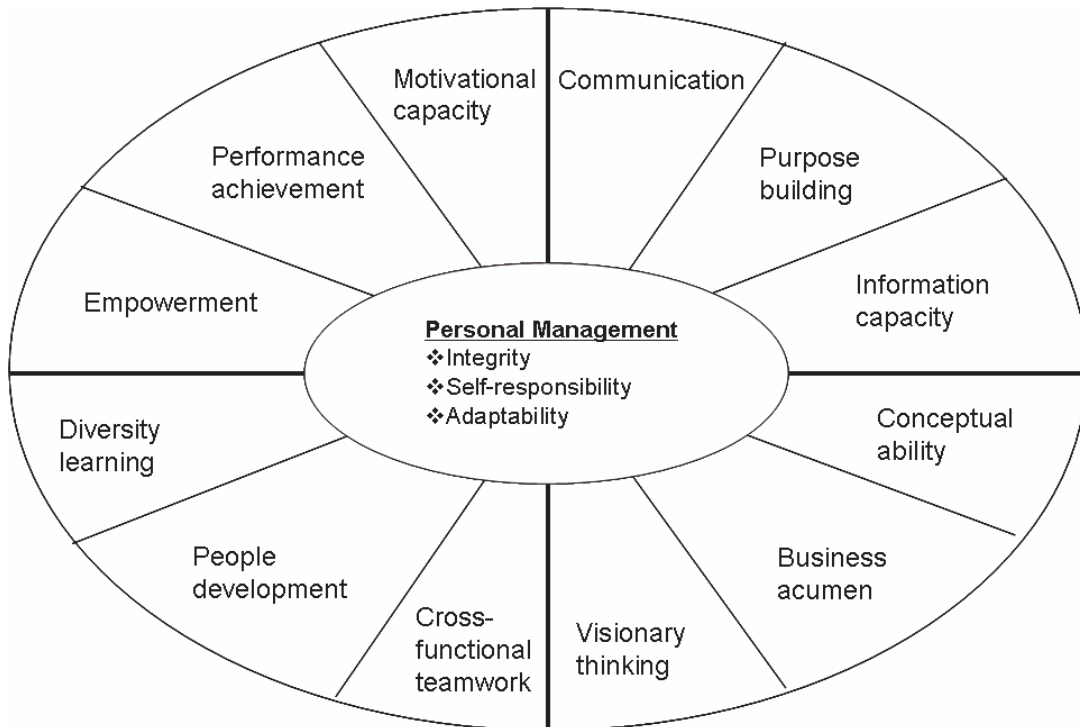 Motivational
capacity
Communication
Performance
achievement
Purpose
building
Empowerment
Information
capacity
Personal Management
❖Integrity
❖Self-responsibility
❖Adaptability
Diversity
learning
Conceptual
ability
People
development
Business
acumen
Cross-
functional
teamwork
Visionary
thinking